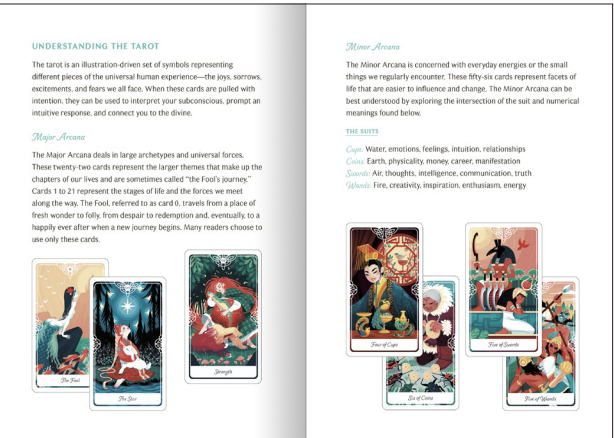 UNDERSTANDING THE TAROT
The tarot is an illustration-driven set of symbols representing
different pieces of the universal human experience—the joys, sorrows,
excitements, and fears we all face. When these cards are pulled with
intention, they can be used to interpret your subconscious, prompt an
intuitive response, and connect you to the divine.
Major Arcana
The Major Arcana deals in large archetypes and universal forces.
These twenty-two cards represent the larger themes that make up the
chapters of our lives and are sometimes called “the Fool’s journey.”
Cards 1 to 21 represent the stages of life and the forces we meet
along the way. The Fool, referred to as card 0, travels from a place of
fresh wonder to folly, from despair to redemption and, eventually, to a
happily ever after when a new journey begins. Many readers choose to
use only these cards.
The Fool
The Star
Strength
Minor Arcana
The Minor Arcana is concerned with everyday energies or the small
things we regularly encounter. These fifty-six cards represent facets of
life that are easier to influence and change. The Minor Arcana can be
best understood by exploring the intersection of the suit and numerical
meanings found below.
THE SUITS
Cups: Water, emotions, feelings, intuition, relationships
Coins: Earth, physicality, money, career, manifestation
Swords: Air, thoughts, intelligence, communication, truth
Wands: Fire, creativity, inspiration, enthusiasm, energy
Four of Cups
Six of Coins
Five of Swords
Five of Wands